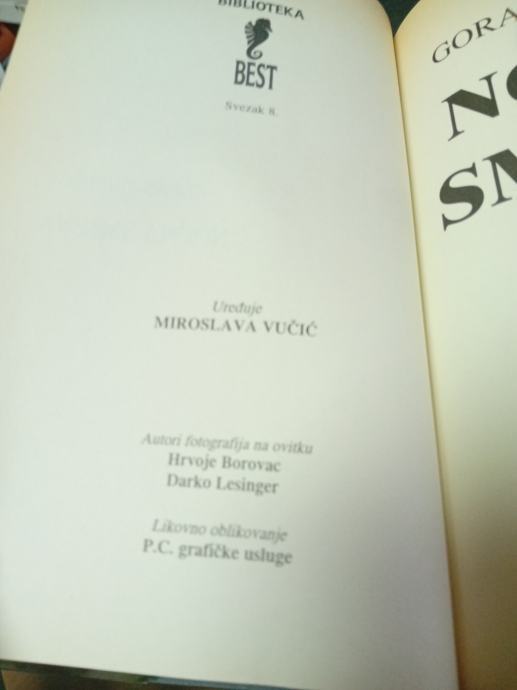 BIBLIOTEKA
BEST
Svezak 8.
Uređuje
MIROSLAVA VUČIĆ
Autori fotografija na ovitku
Hrvoje Borovac
Darko Lesinger
Likovno oblikovanje
P.C. grafičke usluge
GORA
NO
SM